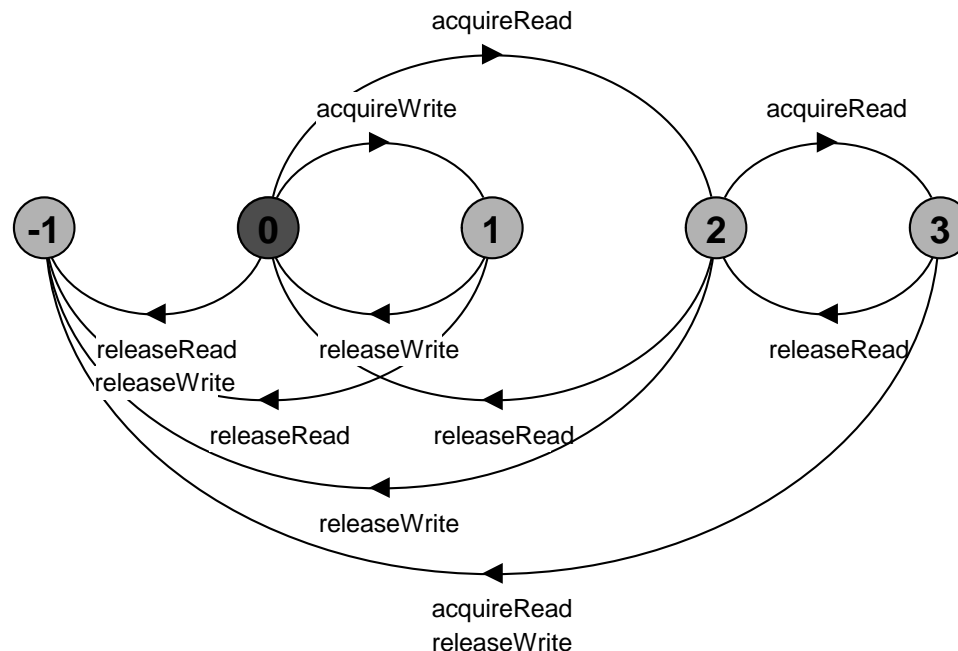 acquireRead
acquireWrite
acquireRead
-1
0
1
2
3
releaseRead
releaseWrite
releaseWrite
releaseRead
releaseRead
releaseRead
releaseWrite
acquireRead
releaseWrite